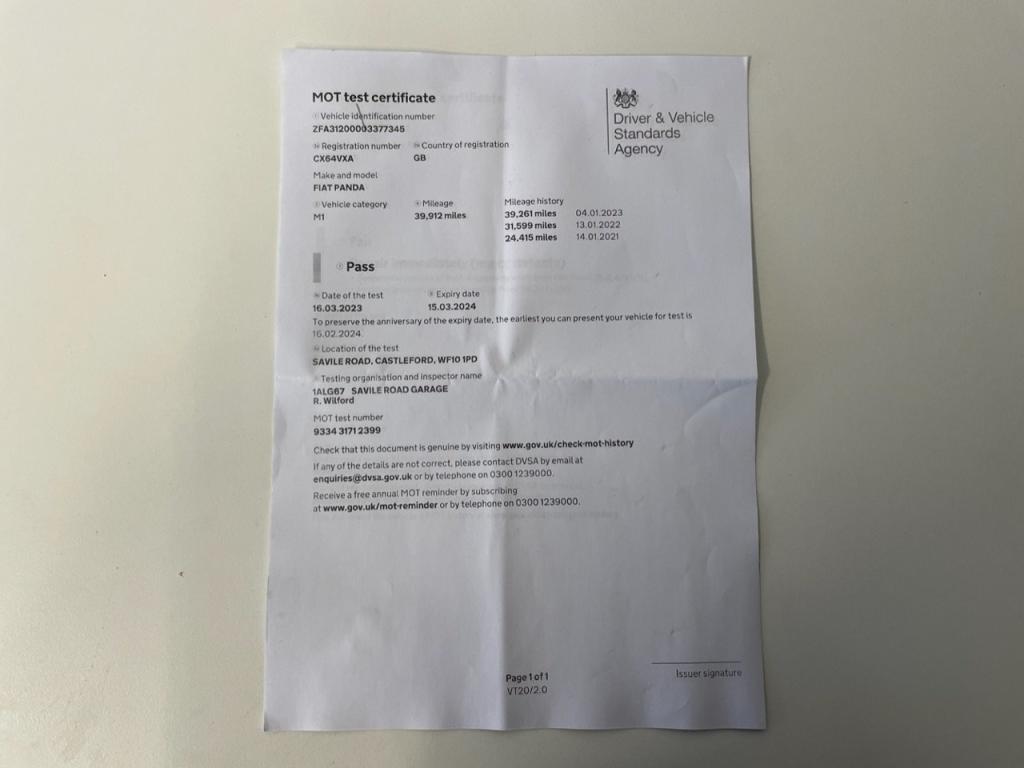 MOT test certificate
Vehicle identification number
ZFA31200003377345
Driver & Vehicle
Standards
Agency
Registration number Country of registration
CX64VXA GB
Make and model
FIAT PANDA
Vehicle category Mileage Mileage history
M1 39,912 miles 39,261 miles 04.01.2023
31,599 miles 13.01.2022
24,415 miles 14.01.2021
Pass
Date of the test Expiry date
16.03.2023 15.03.2024
To preserve the anniversary of the expiry date, the earliest you can present your vehicle for test is
16.02.2024.
Location of the test
SAVILE ROAD, CASTLEFORD, WF10 1PD
Testing organisation and inspector name
1ALG67 SAVILE ROAD GARAGE
R. Wilford
MOT test number
9334 3171 2399
Check that this document is genuine by visiting www.gov.uk/check-mot-history
If any of the details are not correct, please contact DVSA by email at
enquiries@dvsa.gov.uk or by telephone on 0300 1239000.
Receive a free annual MOT reminder by subscribing
at www.gov.uk/mot-reminder or by telephone on 0300 1239000.
Issuer signature
Page 1 of 1
VT20/2.0